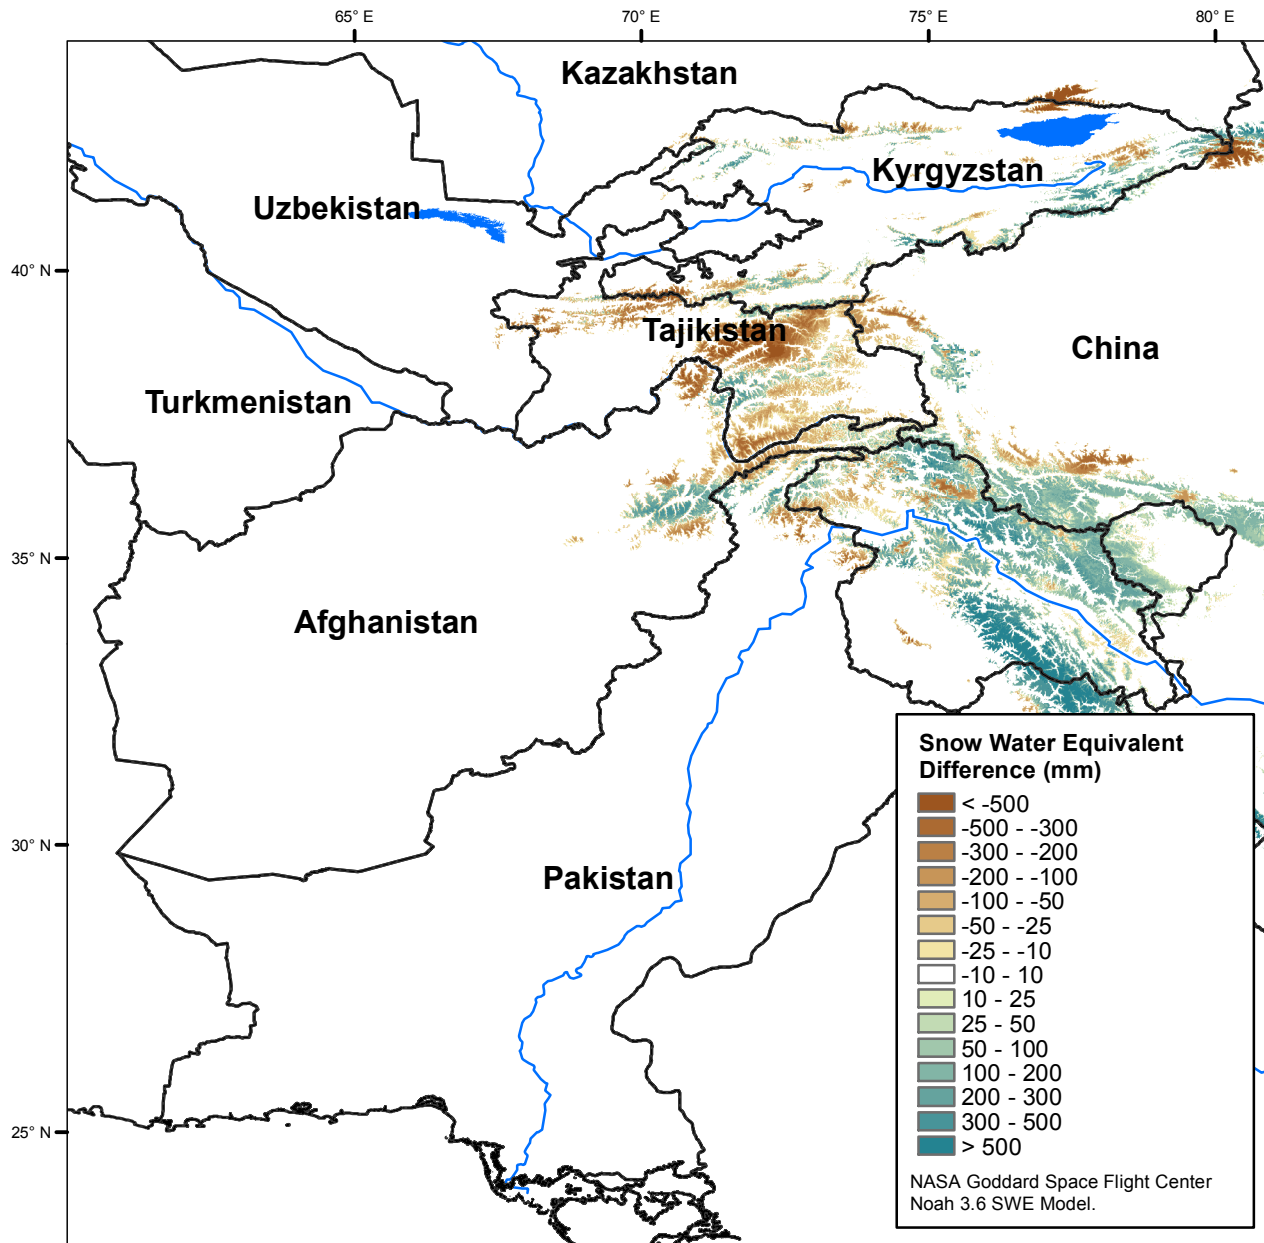 65° E
70° E
75° E
80° E
Kazakhstan
Kyrgyzstan
Uzbekistan
40° N
Tajikistan
China
Turkmenistan
35° N
Afghanistan
30° N
Pakistan
25° N
Snow Water Equivalent
Difference (mm)
< -500
-500 - -300
-300 - -200
-200 - -100
-100 - -50
-50 - -25
-25 - -10
-10 - 10
10 - 25
25 - 50
50 - 100
100 - 200
200 - 300
300 - 500
> 500
NASA Goddard Space Flight Center
Noah 3.6 SWE Model.